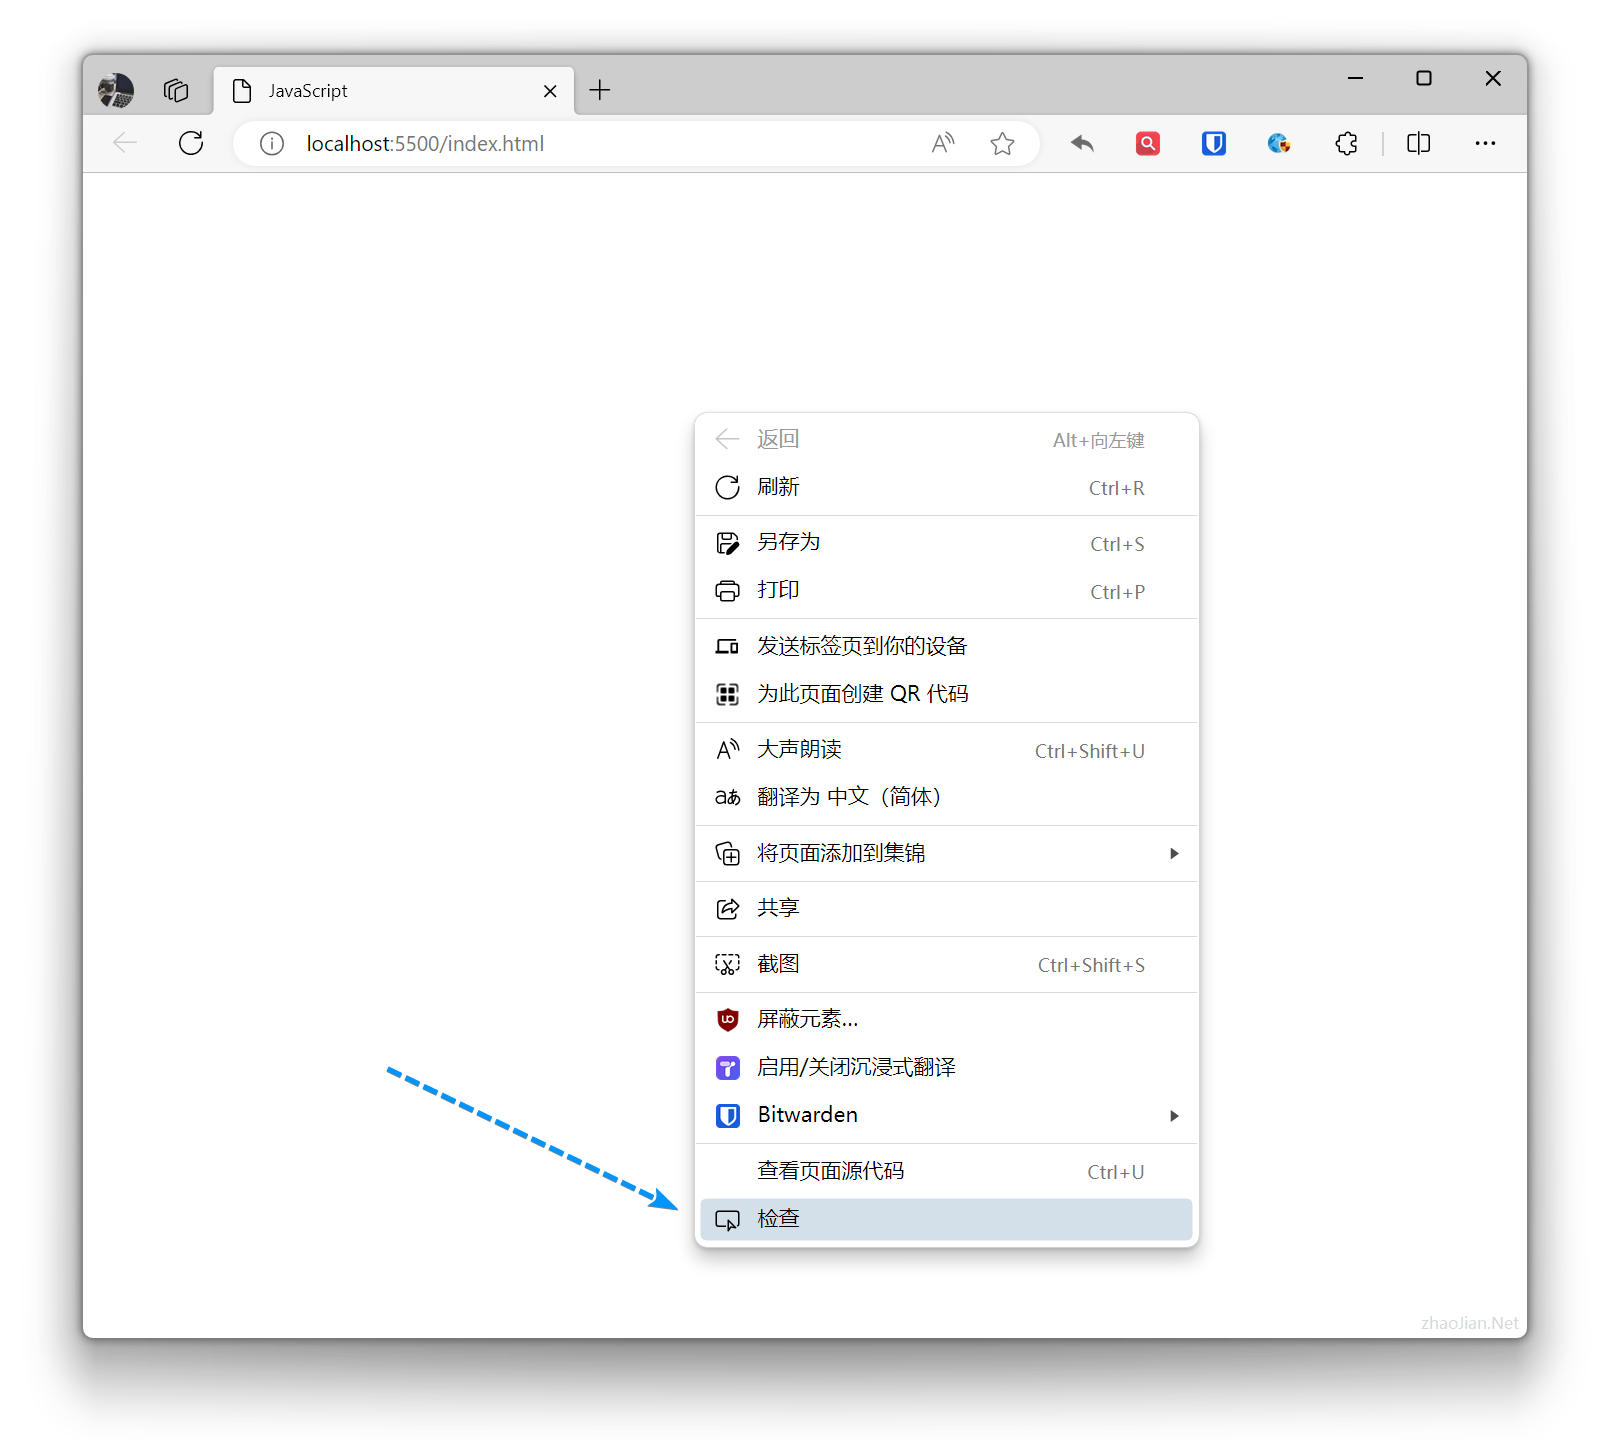 JavaScript
localhost:5500/index.html
返回 Alt+向左键
刷新 Ctrl+R
另存为 Ctrl+S
打印 Ctrl+P
发送标签页到你的设备
为此页面创建 QR 代码
大声朗读 Ctrl+Shift+U
翻译为 中文（简体）
将页面添加到集锦
共享
截图 Ctrl+Shift+S
屏蔽元素...
启用/关闭沉浸式翻译
Bitwarden
查看页面源代码 Ctrl+U
检查
zhaoJian.Net